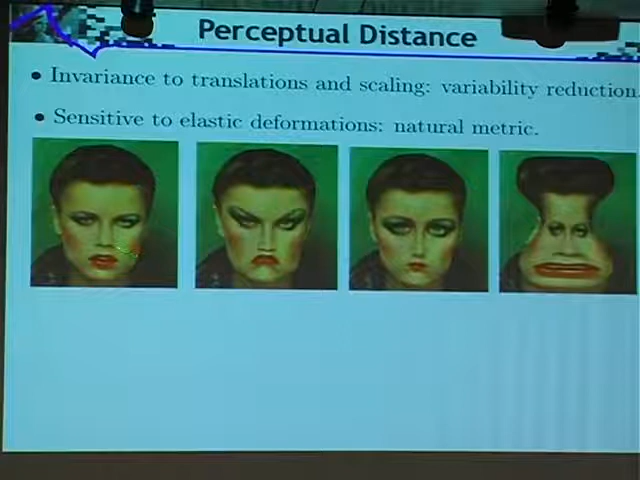 Perceptual Distance
• Invariance to translations and scaling: variability reduction.
• Sensitive to elastic deformations: natural metric.